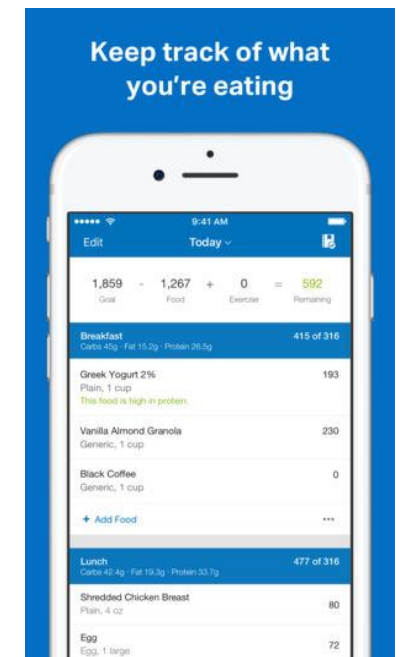 Keep track of what
you're eating
9:41 AM
Edit Today
1,859 - 1,267 + 0 = 592
Goal Food Exercise Remaining
Breakfast 415 of 316
Carbs 45g · Fat 15.2g · Protein 26.5g
Greek Yogurt 2% 193
Plain, 1 cup
This food is high in protein.
Vanilla Almond Granola 230
Generic, 1 cup
Black Coffee 0
Generic, 1 cup
+ Add Food ...
Lunch 477 of 316
Carbs 42.4g · Fat 19.3g · Protein 33.7g
Shredded Chicken Breast 80
Plain, 4 oz
Egg 72
Egg, 1 large